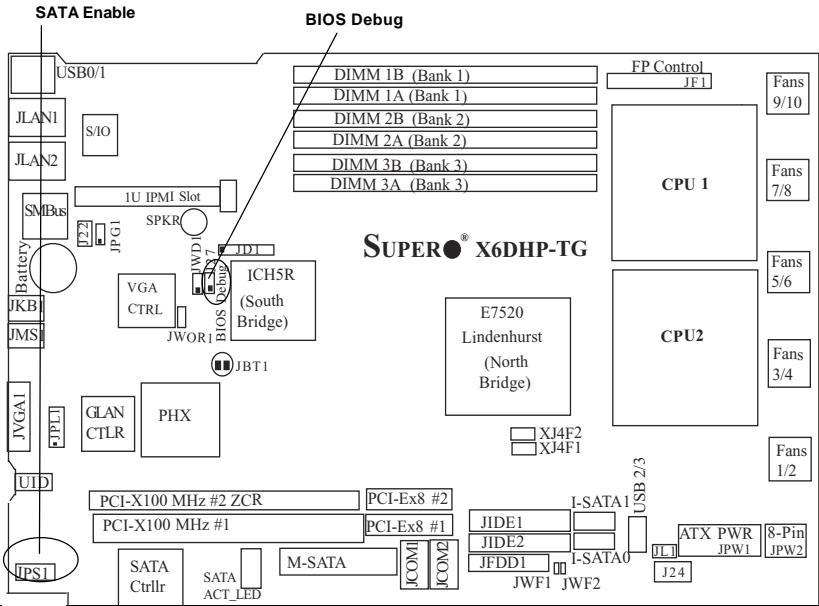 SATA Enable
BIOS Debug
USB0/1
DIMM 1B (Bank 1)
DIMM 1A (Bank 1)
DIMM 2B (Bank 2)
DIMM 2A (Bank 2)
DIMM 3B (Bank 3)
DIMM 3A (Bank 3)
FP Control
JF1
Fans
9/10
JLAN1
JLAN2
S/IO
CPU 1
Fans
7/8
1U IPMI Slot
SMBus
SPKR
J22
JPG1
JWD1
J27
JD1
SUPER® X6DHP-TG
Battery
VGA
CTRL
BIOS Debug
ICH5R
(South
Bridge)
Fans
5/6
JKB1
JMS1
JWOR1
E7520
Lindenhurst
(North
Bridge)
CPU2
JBT1
Fans
3/4
JVGA1
JPL1
GLAN
CTLR
PHX
XJ4F2
XJ4F1
Fans
1/2
UID
PCI-X100 MHz #2 ZCR
PCI-Ex8 #2
PCI-X100 MHz #1
PCI-Ex8 #1
JIDE1
JIDE2
JFDD1
I-SATA1
I-SATA0
USB 2/3
ATX PWR
JPW1
8-Pin
JPW2
JPS1
SATA
Ctrllr
SATA
ACT_LED
M-SATA
JCOM1
JCOM2
JWF1
JWF2
JL1
J24